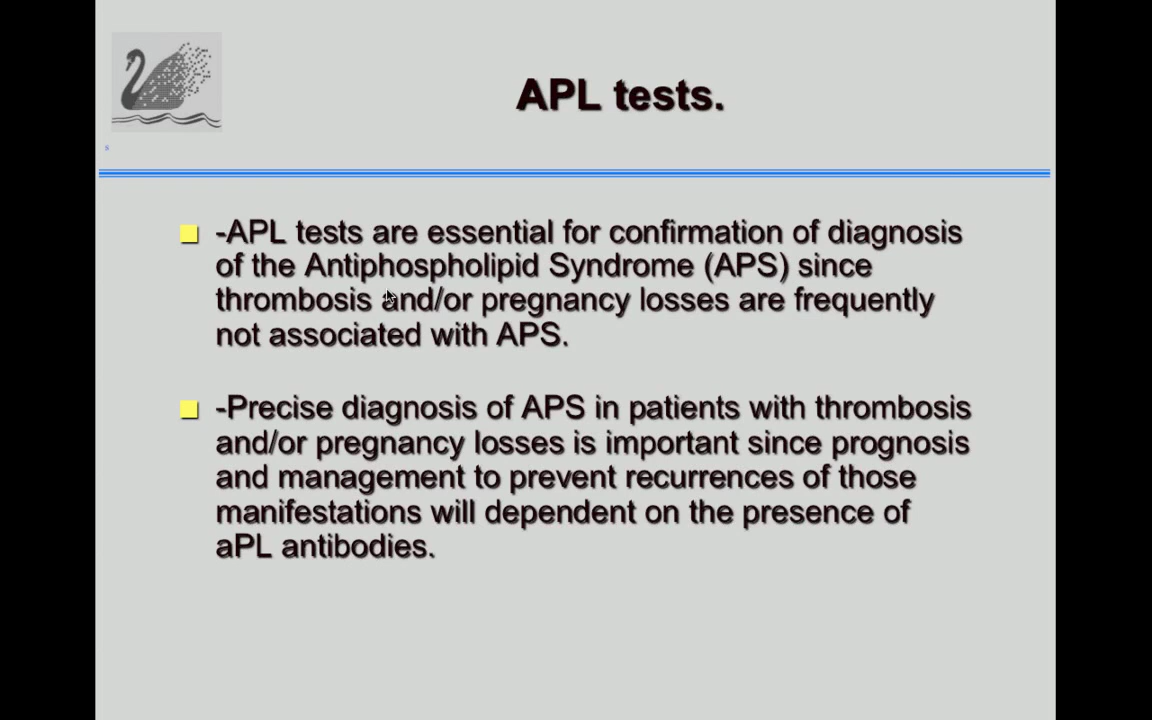 APL tests.
s
-APL tests are essential for confirmation of diagnosis
of the Antiphospholipid Syndrome (APS) since
thrombosis and/or pregnancy losses are frequently
not associated with APS.
-Precise diagnosis of APS in patients with thrombosis
and/or pregnancy losses is important since prognosis
and management to prevent recurrences of those
manifestations will dependent on the presence of
aPL antibodies.